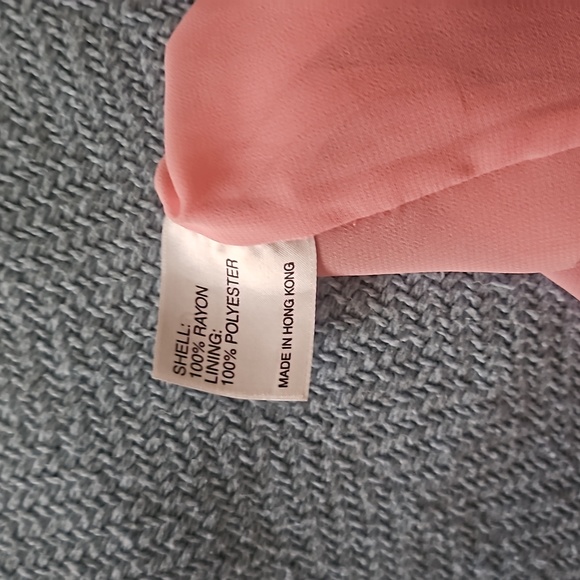 SHELL:
100% RAYON
LINING:
100% POLYESTER
MADE IN HONG KONG